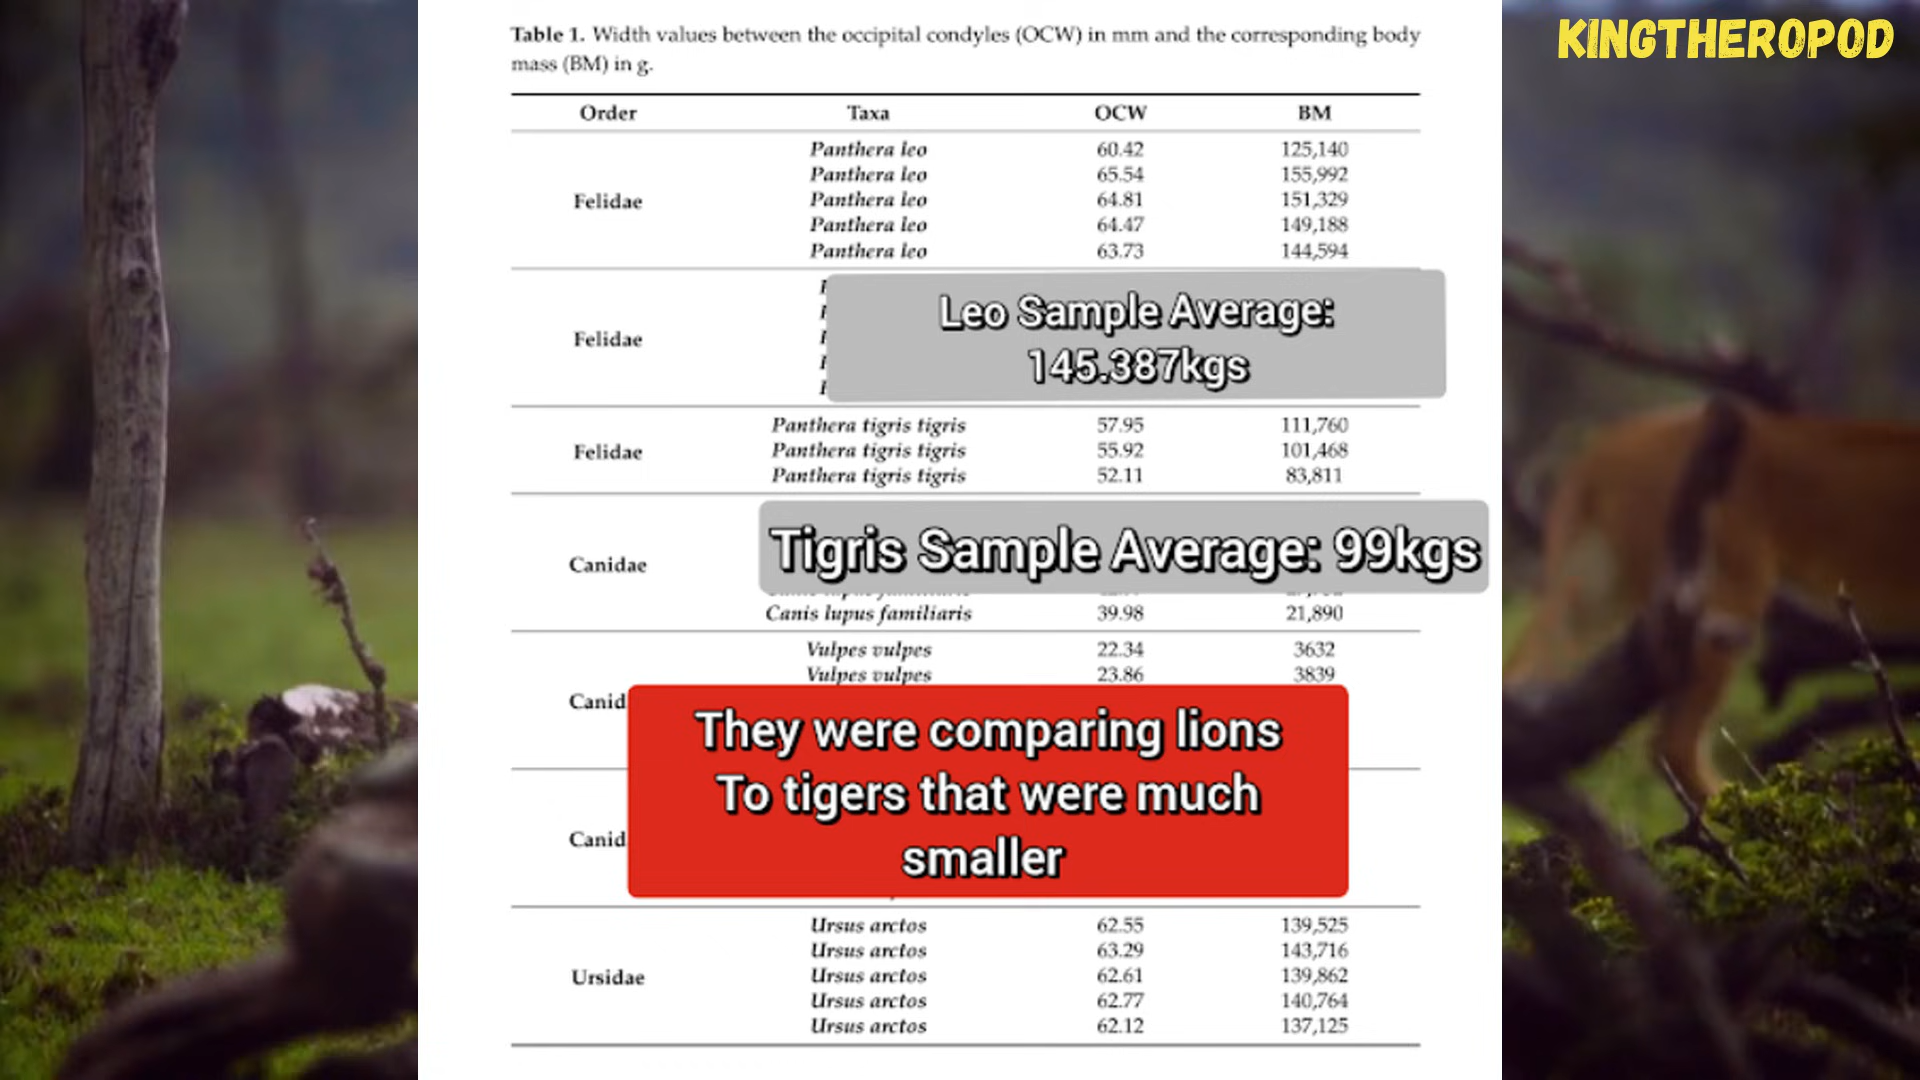 KINGTHEROPOD
Table 1. Width values between the occipital condyles (OCW) in mm and the corresponding body
mass (BM) in g.
Order Taxa OCW BM
Panthera leo 60.42 125,140
Panthera leo 65.54 155,992
Felidae Panthera leo 64.81 151,329
Panthera leo 64.47 149,188
Panthera leo 63.73 144,594
Leo Sample Average:
Felidae
145.387kgs
Panthera tigris tigris 57.95 111,760
Felidae Panthera tigris tigris 55.92 101,468
Panthera tigris tigris 52.11 83,811
Tigris Sample Average: 99kgs
Canidae
Canis lupus familiaris 39.98 21,890
Vulpes vulpes 22.34 3632
Vulpes vulpes 23.86 3839
Canid
They were comparing lions
To tigers that were much
smaller
Canid
Ursus arctos 62.55 139,525
Ursus arctos 63.29 143,716
Ursidae Ursus arctos 62.61 139,862
Ursus arctos 62.77 140,764
Ursus arctos 62.12 137,125